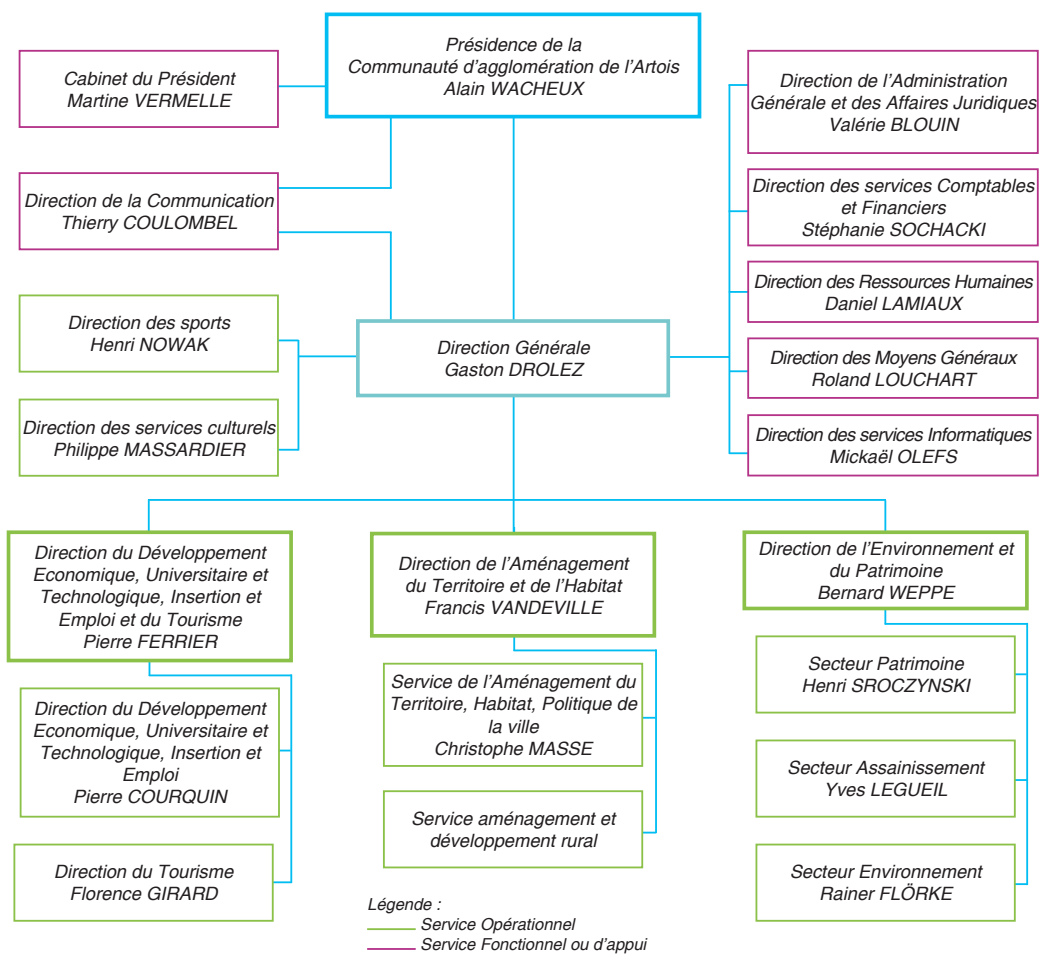 Présidence de la
Communauté d'agglomération de l'Artois
Alain WACHEUX
Cabinet du Président
Martine VERMELLE
Direction de la Communication
Thierry COULOMBEL
Direction de l'Administration
Générale et des Affaires Juridiques
Valérie BLOUIN
Direction des services Comptables
et Financiers
Stéphanie SOCHACKI
Direction des Ressources Humaines
Daniel LAMIAUX
Direction des Moyens Généraux
Roland LOUCHART
Direction des services Informatiques
Mickaël OLEFS
Direction des sports
Henri NOWAK
Direction des services culturels
Philippe MASSARDIER
Direction Générale
Gaston DROLEZ
Direction du Développement
Economique, Universitaire et
Technologique, Insertion et
Emploi et du Tourisme
Pierre FERRIER
Direction du Développement
Economique, Universitaire et
Technologique, Insertion et
Emploi
Pierre COURQUIN
Direction du Tourisme
Florence GIRARD
Direction de l'Aménagement
du Territoire et de l'Habitat
Francis VANDEVILLE
Service de l'Aménagement du
Territoire, Habitat, Politique de
la ville
Christophe MASSE
Service aménagement et
développement rural
Direction de l'Environnement et
du Patrimoine
Bernard WEPPE
Secteur Patrimoine
Henri SROCZYNSKI
Secteur Assainissement
Yves LEGUEIL
Secteur Environnement
Rainer FLÖRKE
Légende :
Service Opérationnel
Service Fonctionnel ou d'appui